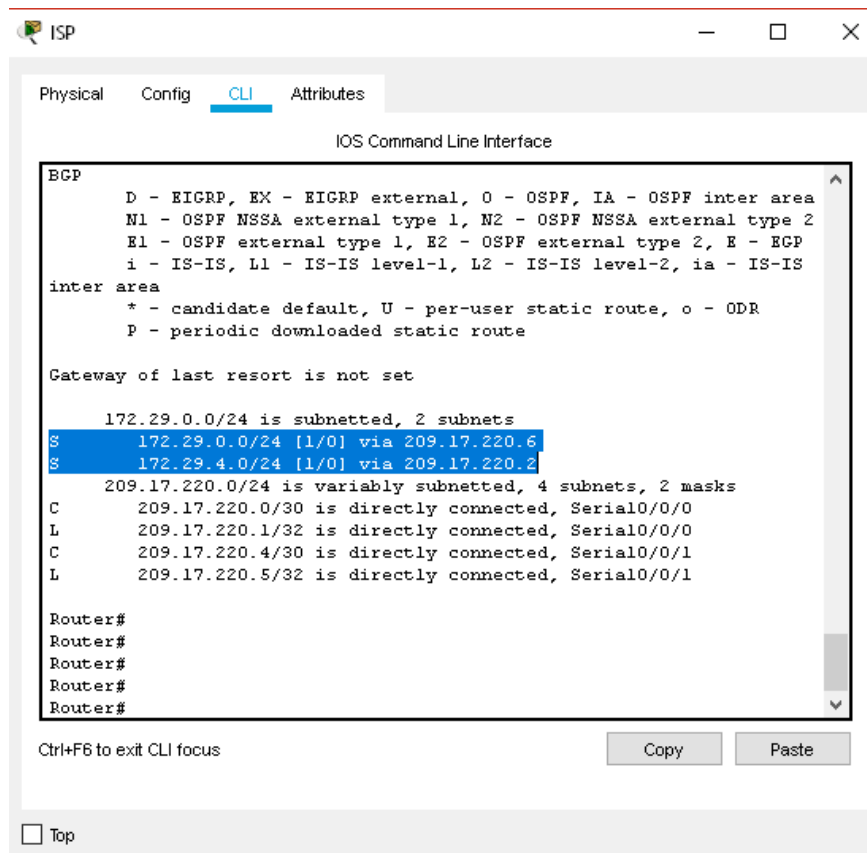 ISP
Physical Config CLI Attributes
IOS Command Line Interface
BGP
D - EIGRP, EX - EIGRP external, O - OSPF, IA - OSPF inter area
N1 - OSPF NSSA external type 1, N2 - OSPF NSSA external type 2
E1 - OSPF external type 1, E2 - OSPF external type 2, E - EGP
i - IS-IS, L1 - IS-IS level-1, L2 - IS-IS level-2, ia - IS-IS
inter area
* - candidate default, U - per-user static route, o - ODR
P - periodic downloaded static route
Gateway of last resort is not set
172.29.0.0/24 is subnetted, 2 subnets
S 172.29.0.0/24 [1/0] via 209.17.220.6
S 172.29.4.0/24 [1/0] via 209.17.220.2
209.17.220.0/24 is variably subnetted, 4 subnets, 2 masks
C 209.17.220.0/30 is directly connected, Serial0/0/0
L 209.17.220.1/32 is directly connected, Serial0/0/0
C 209.17.220.4/30 is directly connected, Serial0/0/1
L 209.17.220.5/32 is directly connected, Serial0/0/1
Router#
Router#
Router#
Router#
Router#
Ctrl+F6 to exit CLI focus Copy Paste
Top